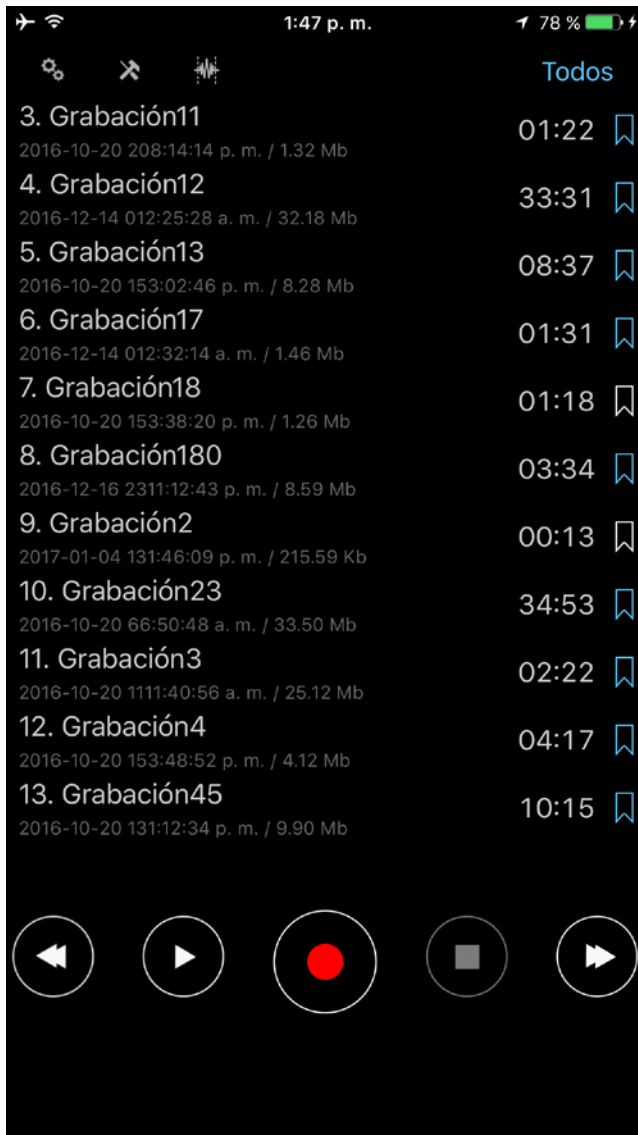 1:47 p. m.
78 %
Todos
3. Grabación11
01:22
2016-10-20 208:14:14 p. m. / 1.32 Mb
4. Grabación12
33:31
2016-12-14 012:25:28 a. m. / 32.18 Mb
5. Grabación13
08:37
2016-10-20 153:02:46 p. m. / 8.28 Mb
6. Grabación17
01:31
2016-12-14 012:32:14 a. m. / 1.46 Mb
7. Grabación18
01:18
2016-10-20 153:38:20 p. m. / 1.26 Mb
8. Grabación180
03:34
2016-12-16 2311:12:43 p. m. / 8.59 Mb
9. Grabación2
00:13
2017-01-04 131:46:09 p. m. / 215.59 Kb
10. Grabación23
34:53
2016-10-20 66:50:48 a. m. / 33.50 Mb
11. Grabación3
02:22
2016-10-20 1111:40:56 a. m. / 25.12 Mb
12. Grabación4
04:17
2016-10-20 153:48:52 p. m. / 4.12 Mb
13. Grabación45
10:15
2016-10-20 131:12:34 p. m. / 9.90 Mb